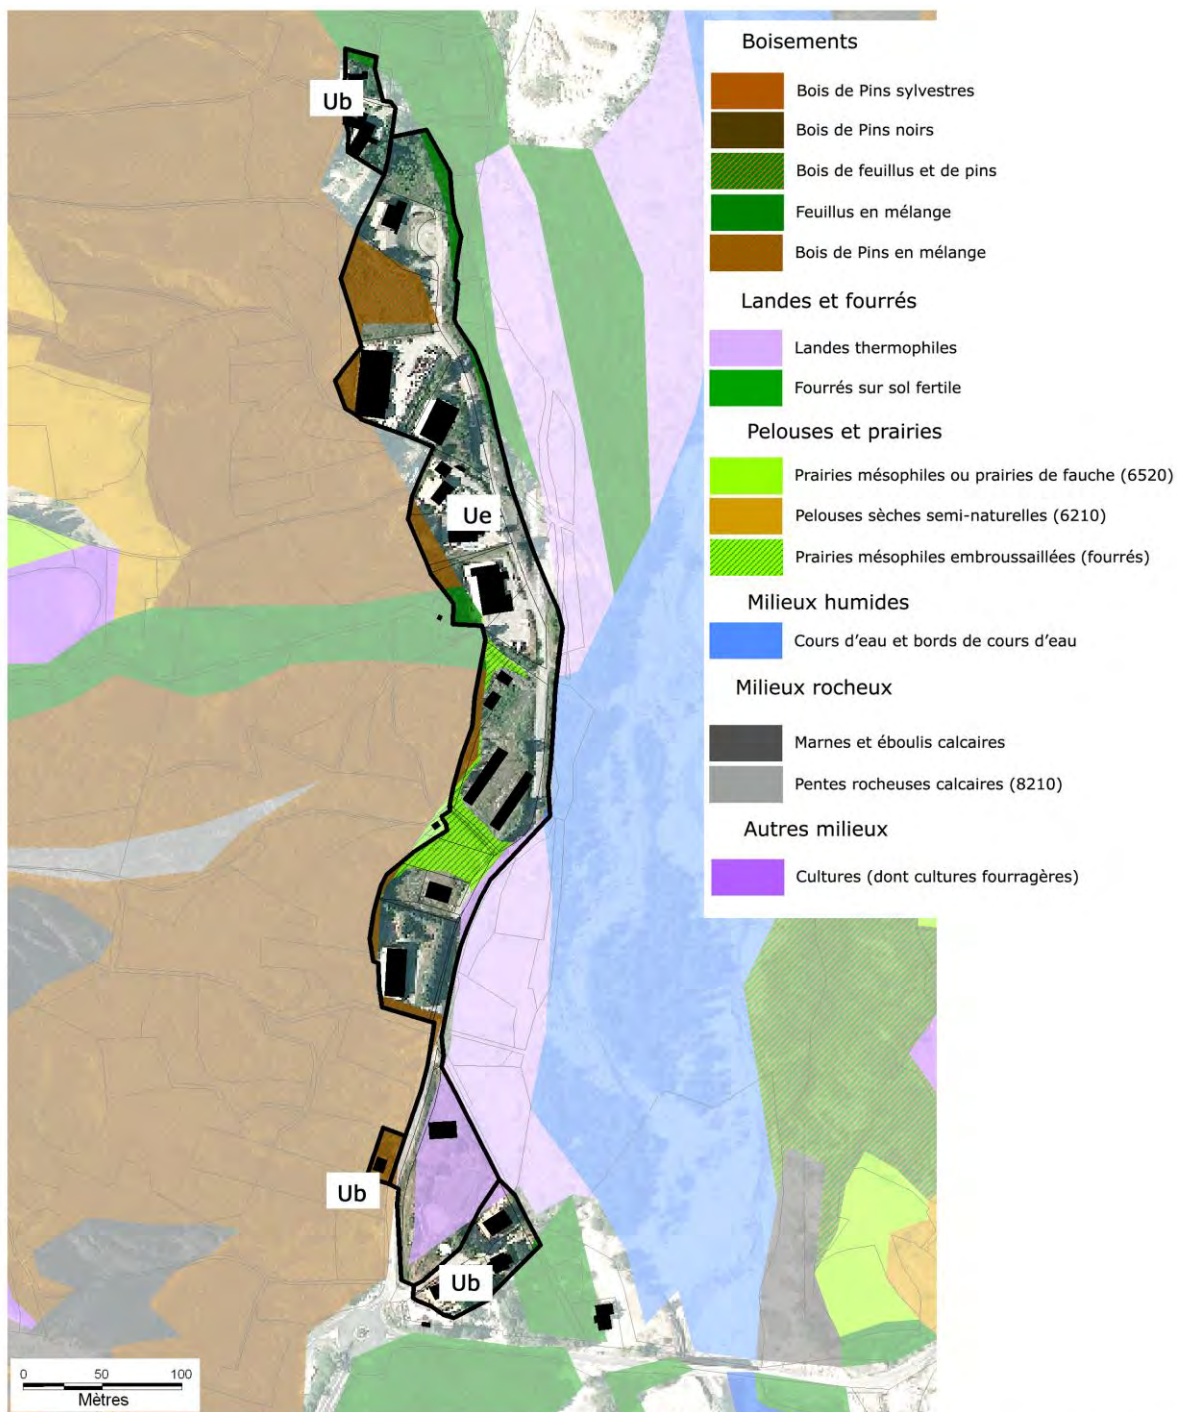 Ub
Ue
Ub
Ub
0 50 100
Mètres
Boisements
Bois de Pins sylvestres
Bois de Pins noirs
Bois de feuillus et de pins
Feuillus en mélange
Bois de Pins en mélange
Landes et fourrés
Landes thermophiles
Fourrés sur sol fertile
Pelouses et prairies
Prairies mésophiles ou prairies de fauche (6520)
Pelouses sèches semi-naturelles (6210)
Prairies mésophiles embroussaillées (fourrés)
Milieux humides
Cours d'eau et bords de cours d'eau
Milieux rocheux
Marnes et éboulis calcaires
Pentes rocheuses calcaires (8210)
Autres milieux
Cultures (dont cultures fourragères)